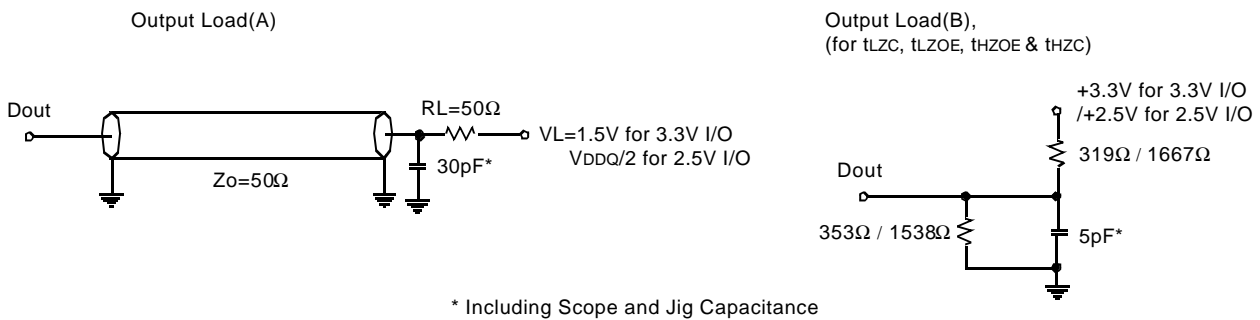 Output Load(A)
Dout
Zo=50Ω
RL=50Ω
30pF*
VL=1.5V for 3.3V I/O
VDDQ/2 for 2.5V I/O
Output Load(B),
(for tLZC, tLZOE, tHZOE & tHZC)
+3.3V for 3.3V I/O
/+2.5V for 2.5V I/O
319Ω / 1667Ω
Dout
353Ω / 1538Ω
5pF*
* Including Scope and Jig Capacitance